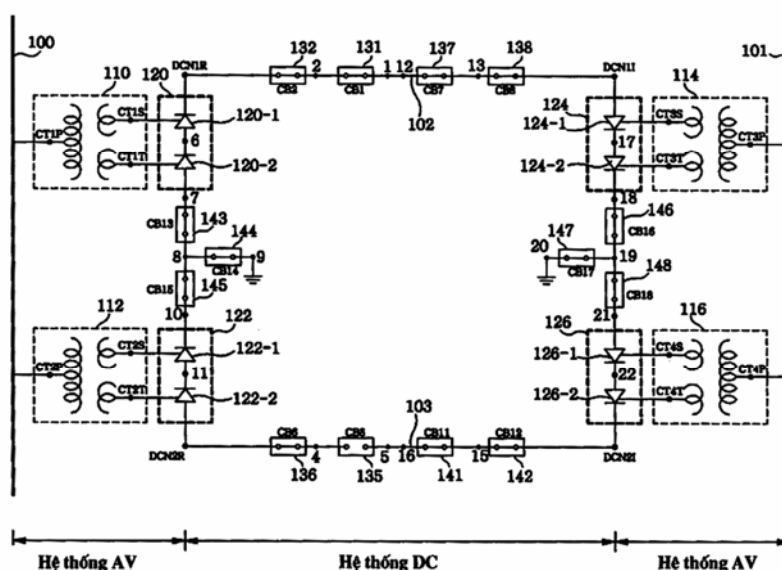 100
132
131
137
138
101
DCN1R
2
1
12
13
DCN1I
CB2
CB1
CB7
CB8
102
110
120
124
114
CT1S
120-1
124-1
CT3S
CT1P
6
17
CT3P
CT1T
120-2
124-2
CT3T
7
18
CB13
143
144
147
146
CB16
8
9
20
19
CB14
CB17
CB15
145
148
CB18
10
21
112
122
126
116
CT2S
122-1
126-1
CT4S
CT2P
11
22
CT4P
CT2T
122-2
126-2
CT4T
103
DCN2R
CB6
CB11
CB12
DCN2I
4
5
16
15
136
135
141
142
Hệ thống AV
Hệ thống DC
Hệ thống AV